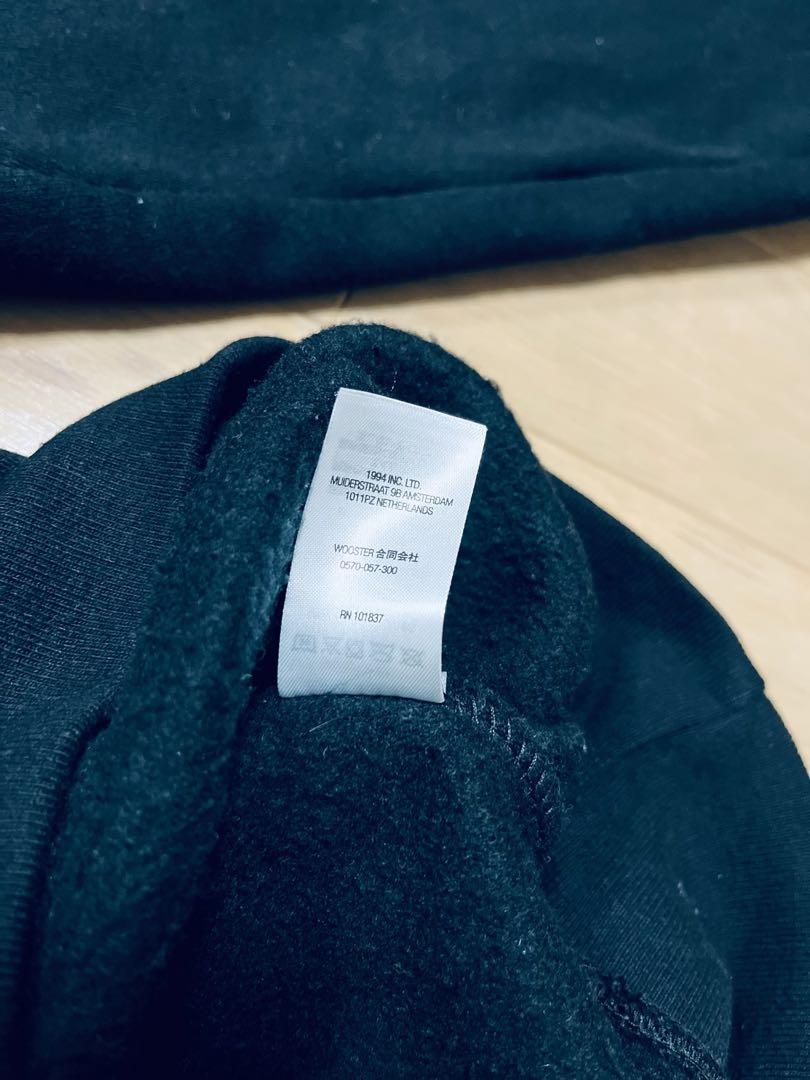 1994 INC. LTD.
MUIDERSTRAAT 9B AMSTERDAM
1011PZ NETHERLANDS
WOOSTER 合同会社
0570-057-300
RN 101837